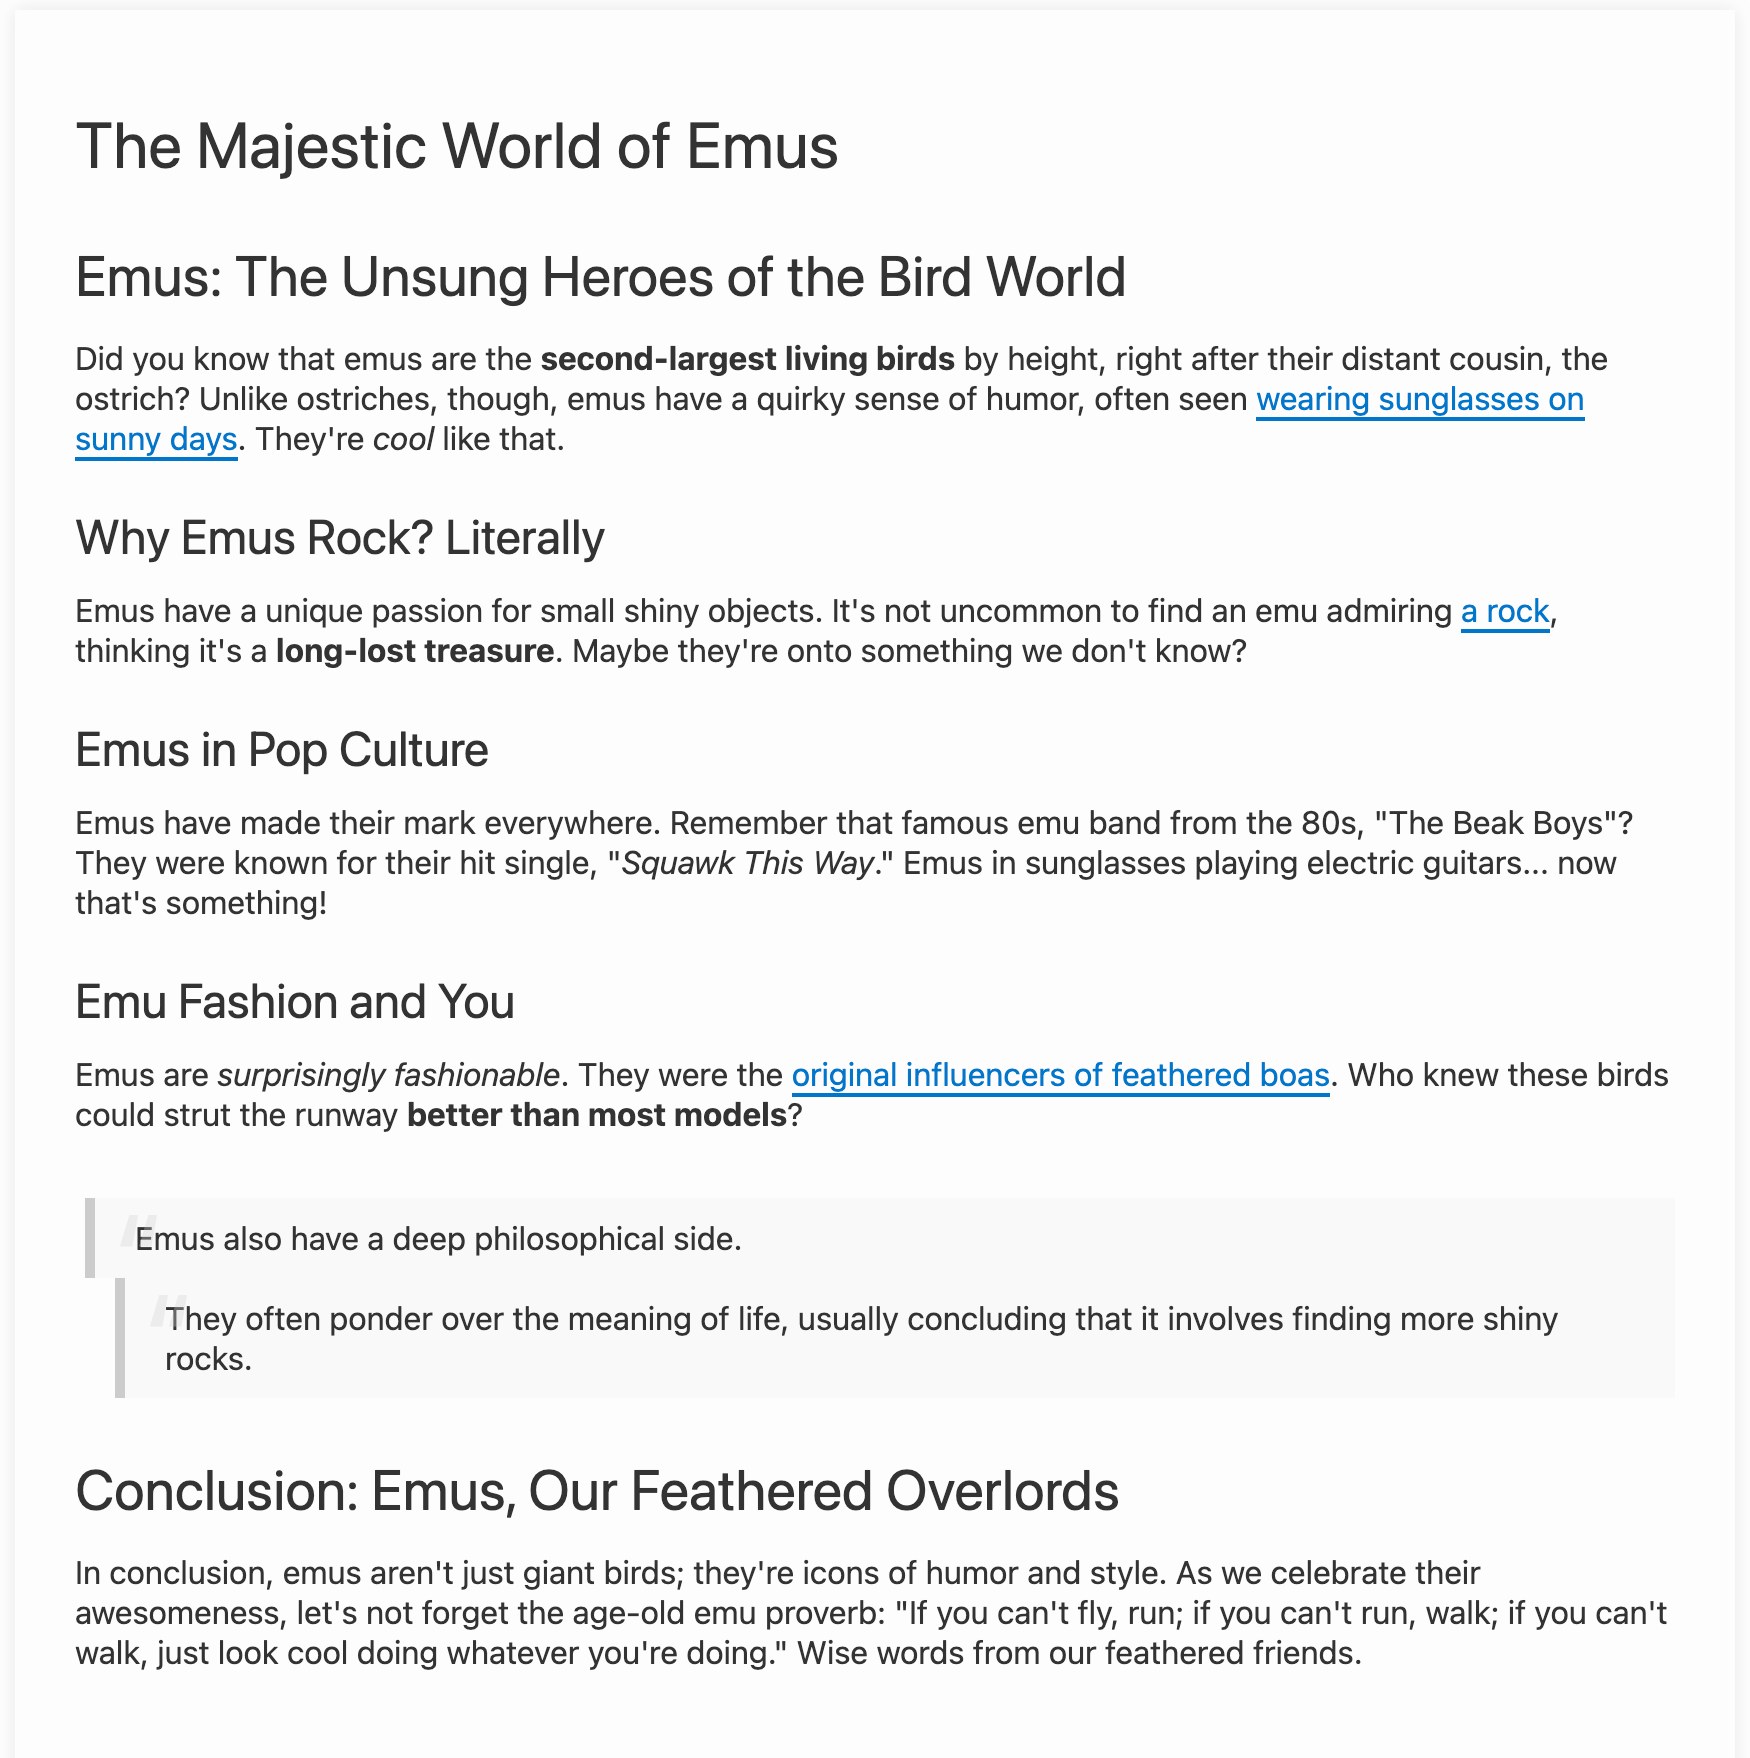 The Majestic World of Emus
Emus: The Unsung Heroes of the Bird World
Did you know that emus are the second-largest living birds by height, right after their distant cousin, the
ostrich? Unlike ostriches, though, emus have a quirky sense of humor, often seen wearing sunglasses on
sunny days. They're cool like that.
Why Emus Rock? Literally
Emus have a unique passion for small shiny objects. It's not uncommon to find an emu admiring a rock,
thinking it's a long-lost treasure. Maybe they're onto something we don't know?
Emus in Pop Culture
Emus have made their mark everywhere. Remember that famous emu band from the 80s, "The Beak Boys"?
They were known for their hit single, "Squawk This Way." Emus in sunglasses playing electric guitars... now
that's something!
Emu Fashion and You
Emus are surprisingly fashionable. They were the original influencers of feathered boas. Who knew these birds
could strut the runway better than most models?
"Emus also have a deep philosophical side.
"They often ponder over the meaning of life, usually concluding that it involves finding more shiny
rocks.
Conclusion: Emus, Our Feathered Overlords
In conclusion, emus aren't just giant birds; they're icons of humor and style. As we celebrate their
awesomeness, let's not forget the age-old emu proverb: "If you can't fly, run; if you can't run, walk; if you can't
walk, just look cool doing whatever you're doing." Wise words from our feathered friends.